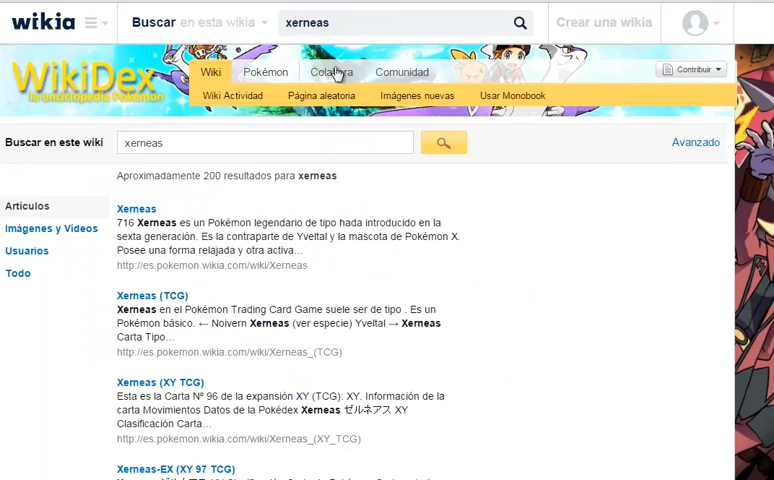 wikia Buscar en esta wikia xerneas Crear una wikia
WikiDex
la enciclopedia Pokémon
Wiki Pokémon Colabora Comunidad Contribuir
Wiki Actividad Página aleatoria Imágenes nuevas Usar Monobook
Buscar en este wiki xerneas Avanzado
Aproximadamente 200 resultados para xerneas
Artículos
Imágenes y Videos
Usuarios
Todo
Xerneas
716 Xerneas es un Pokémon legendario de tipo hada introducido en la
sexta generación. Es la contraparte de Yveltal y la mascota de Pokémon X.
Posee una forma relajada y otra activa...
http://es.pokemon.wikia.com/wiki/Xerneas
Xerneas (TCG)
Xerneas en el Pokémon Trading Card Game suele ser de tipo . Es un
Pokémon básico. ← Noivern Xerneas (ver especie) Yveltal → Xerneas
Carta Tipo...
http://es.pokemon.wikia.com/wiki/Xerneas_(TCG)
Xerneas (XY TCG)
Esta es la Carta Nº 96 de la expansión XY (TCG): XY. Información de la
carta Movimientos Datos de la Pokédex Xerneas ゼルネアス XY
Clasificación Carta...
http://es.pokemon.wikia.com/wiki/Xerneas_(XY_TCG)
Xerneas-EX (XY 97 TCG)